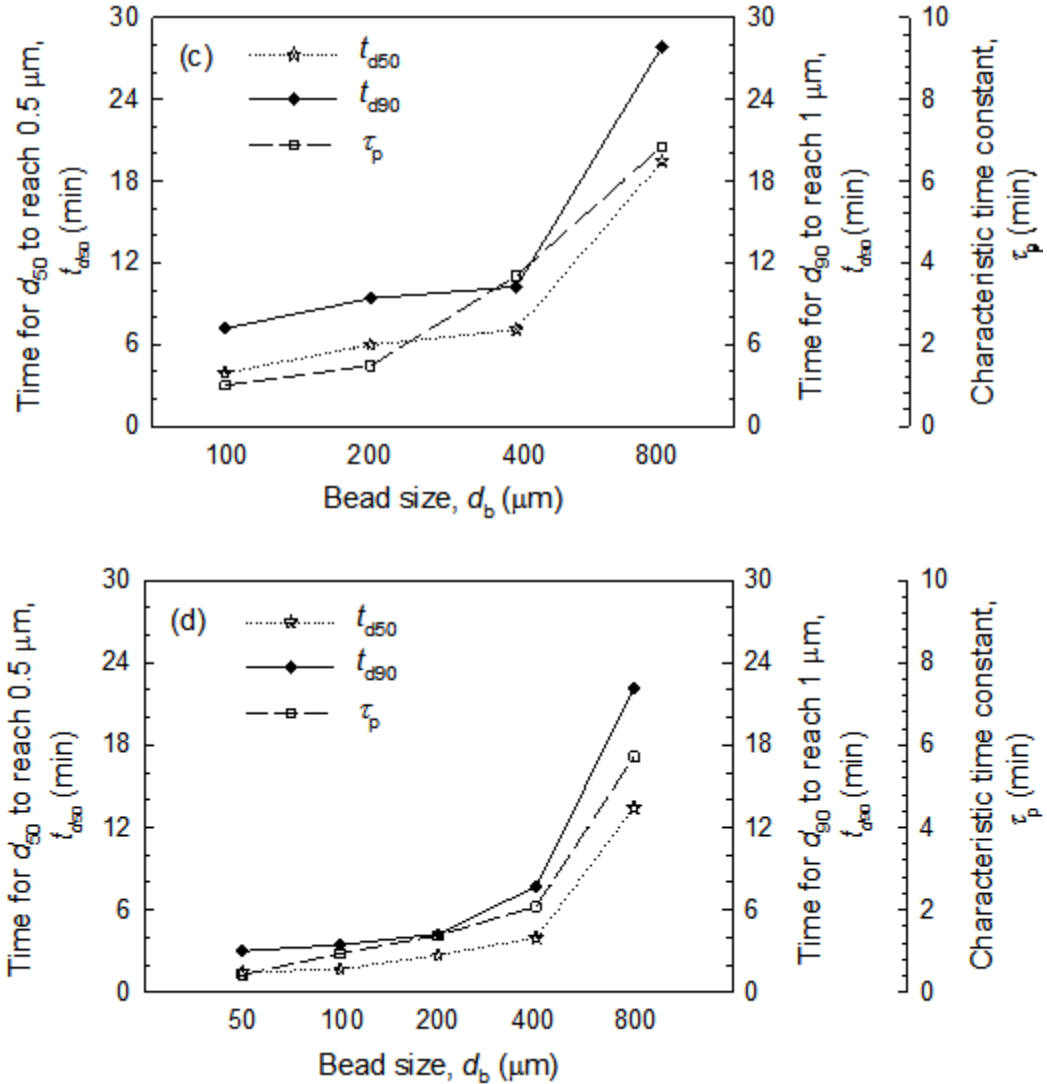 (c)
t_d50
t_d90
τ_p
Time for d_50 to reach 0.5 μm,
t_d50 (min)
30
24
18
12
6
0
100 200 400 800
Bead size, d_b (μm)
30
24
18
12
6
0
Time for d_90 to reach 1 μm,
t_d90 (min)
10
8
6
4
2
0
Characteristic time constant,
τ_p (min)
(d)
t_d50
t_d90
τ_p
Time for d_50 to reach 0.5 μm,
t_d50 (min)
30
24
18
12
6
0
50 100 200 400 800
Bead size, d_b (μm)
30
24
18
12
6
0
Time for d_90 to reach 1 μm,
t_d90 (min)
10
8
6
4
2
0
Characteristic time constant,
τ_p (min)